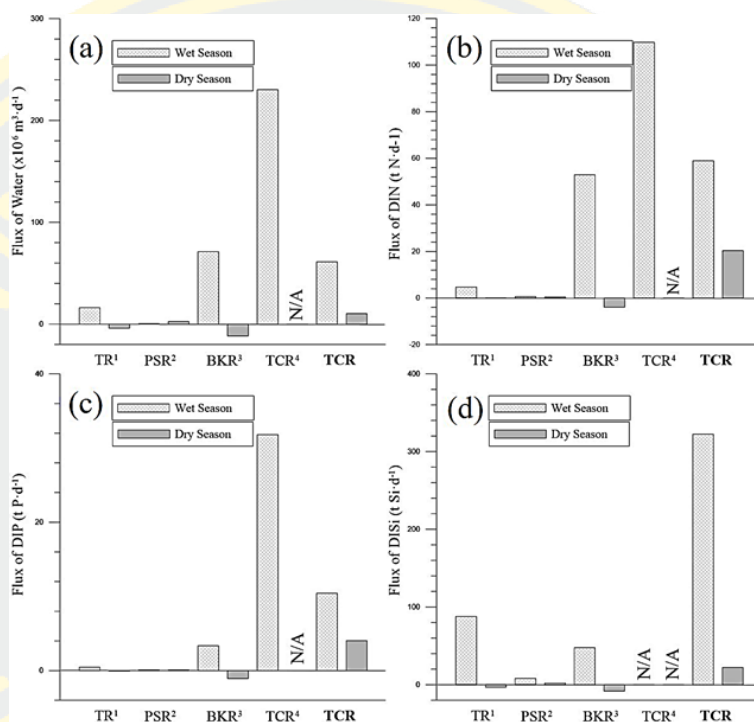 (a)
Wet Season
Dry Season
Flux of Water (x10⁶ m³·d⁻¹)
300
200
100
0
N/A
TR¹ PSR² BKR³ TCR⁴ TCR
(b)
Wet Season
Dry Season
Flux of DIN (t N·d-1)
120
100
80
60
40
20
0
-20
N/A
TR¹ PSR² BKR³ TCR⁴ TCR
(c)
Wet Season
Dry Season
Flux of DIP (t P·d⁻¹)
40
20
0
N/A
TR¹ PSR² BKR³ TCR⁴ TCR
(d)
Wet Season
Dry Season
Flux of DISi (t Si·d⁻¹)
400
300
200
100
0
N/A N/A
TR¹ PSR² BKR³ TCR⁴ TCR